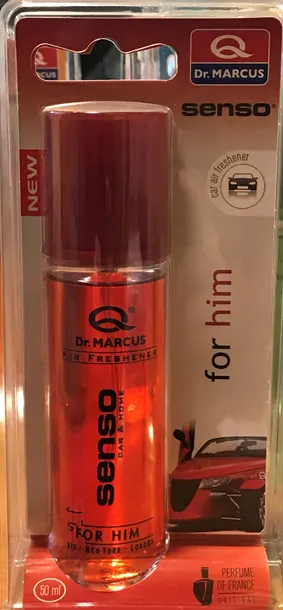 Dr. MARCUS
senso®
NEW
car air freshener
for him
Dr. MARCUS
AIR FRESHENER
senso
CAR & HOME
FOR HIM
NEW YORK
50 ml
PERFUME
OF FRANCE